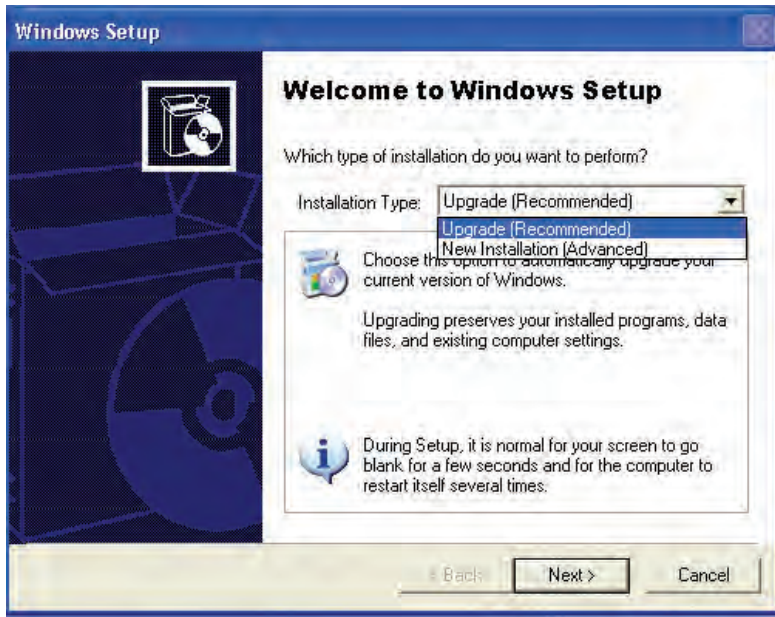 Windows Setup
Welcome to Windows Setup
Which type of installation do you want to perform?
Installation Type: Upgrade (Recommended)
Upgrade (Recommended)
New Installation (Advanced)
Choose this option to automatically upgrade your
current version of Windows.
Upgrading preserves your installed programs, data
files, and existing computer settings.
During Setup, it is normal for your screen to go
blank for a few seconds and for the computer to
restart itself several times.
< Back Next > Cancel